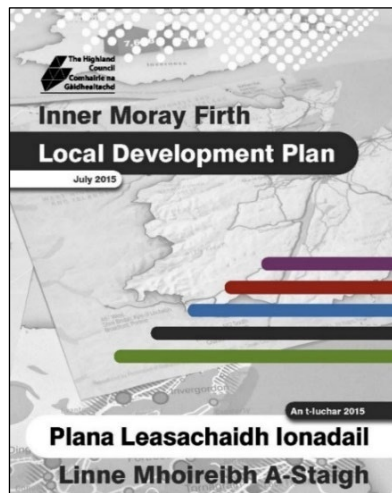 The Highland
Council
Comhairle na
Gàidhealtachd
Inner Moray Firth
Local Development Plan
July 2015
An t-Iuchar 2015
Plana Leasachaidh Ionadail
Linne Mhoireibh A-Staigh